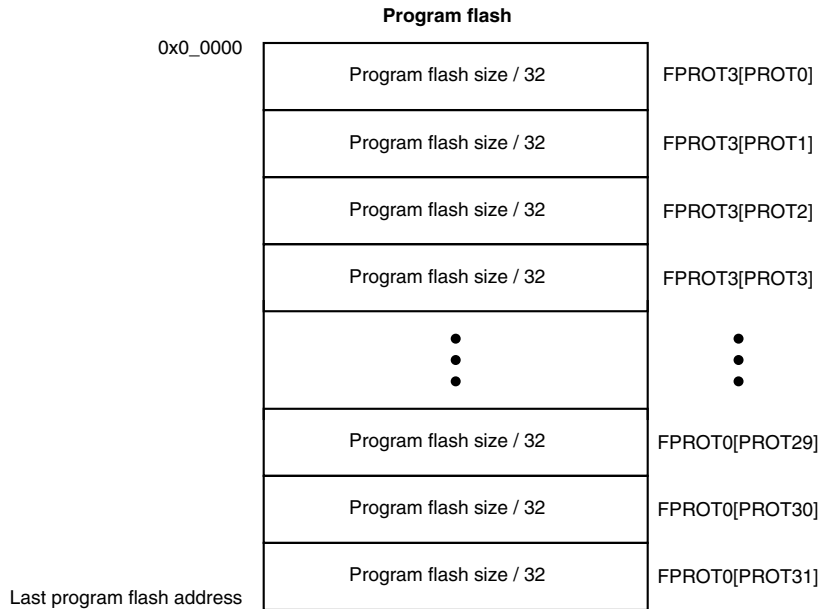 Program flash
0x0_0000
Program flash size / 32 FPROT3[PROT0]
Program flash size / 32 FPROT3[PROT1]
Program flash size / 32 FPROT3[PROT2]
Program flash size / 32 FPROT3[PROT3]
Program flash size / 32 FPROT0[PROT29]
Program flash size / 32 FPROT0[PROT30]
Program flash size / 32 FPROT0[PROT31]
Last program flash address